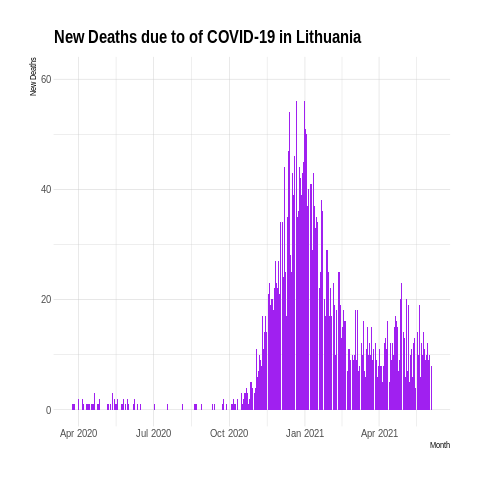 New Deaths due to of COVID-19 in Lithuania
New Deaths
60
40
20
0
Apr 2020 Jul 2020 Oct 2020 Jan 2021 Apr 2021
Month